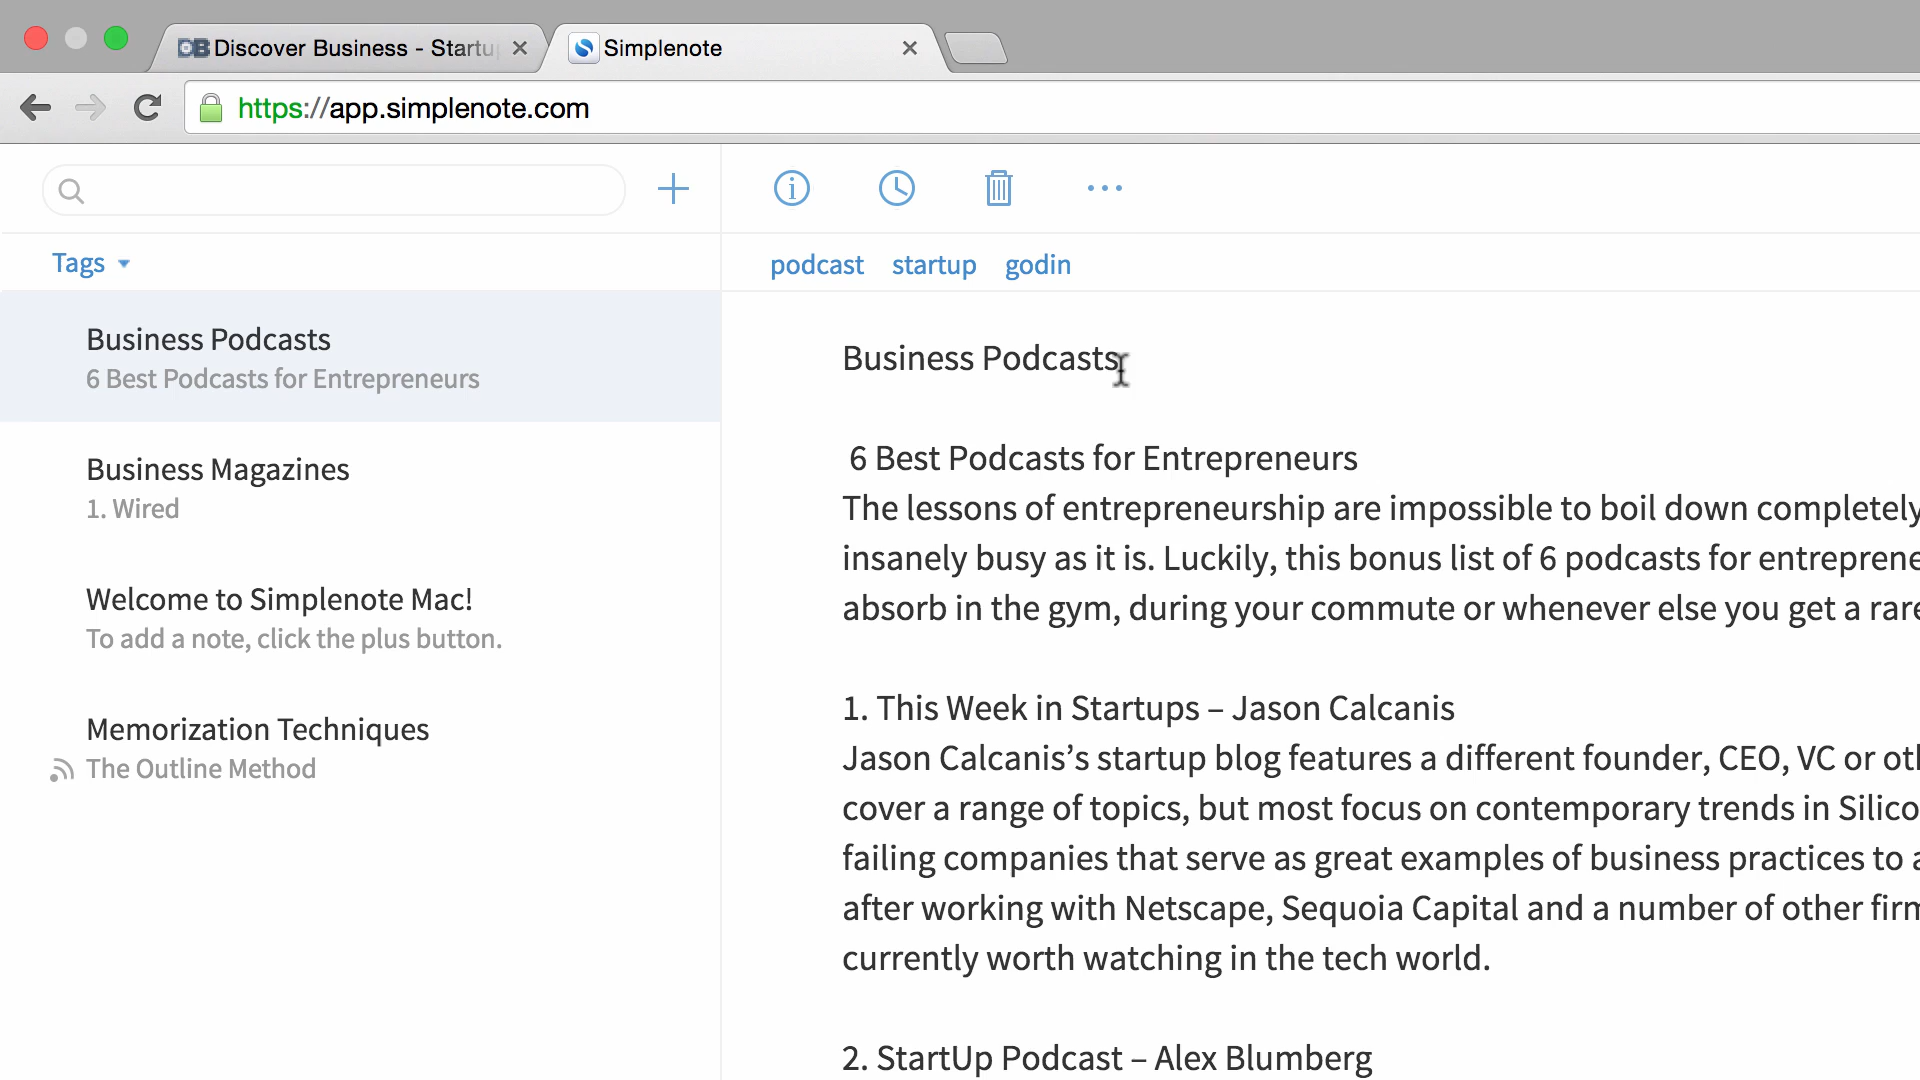 Discover Business - Startu
Simplenote
https://app.simplenote.com
Tags
podcast startup godin
Business Podcasts
6 Best Podcasts for Entrepreneurs
Business Magazines
1. Wired
Welcome to Simplenote Mac!
To add a note, click the plus button.
Memorization Techniques
The Outline Method
Business Podcasts
6 Best Podcasts for Entrepreneurs
The lessons of entrepreneurship are impossible to boil down completely
insanely busy as it is. Luckily, this bonus list of 6 podcasts for entreprene
absorb in the gym, during your commute or whenever else you get a rare
1. This Week in Startups – Jason Calcanis
Jason Calcanis’s startup blog features a different founder, CEO, VC or oth
cover a range of topics, but most focus on contemporary trends in Silico
failing companies that serve as great examples of business practices to a
after working with Netscape, Sequoia Capital and a number of other firm
currently worth watching in the tech world.
2. StartUp Podcast – Alex Blumberg